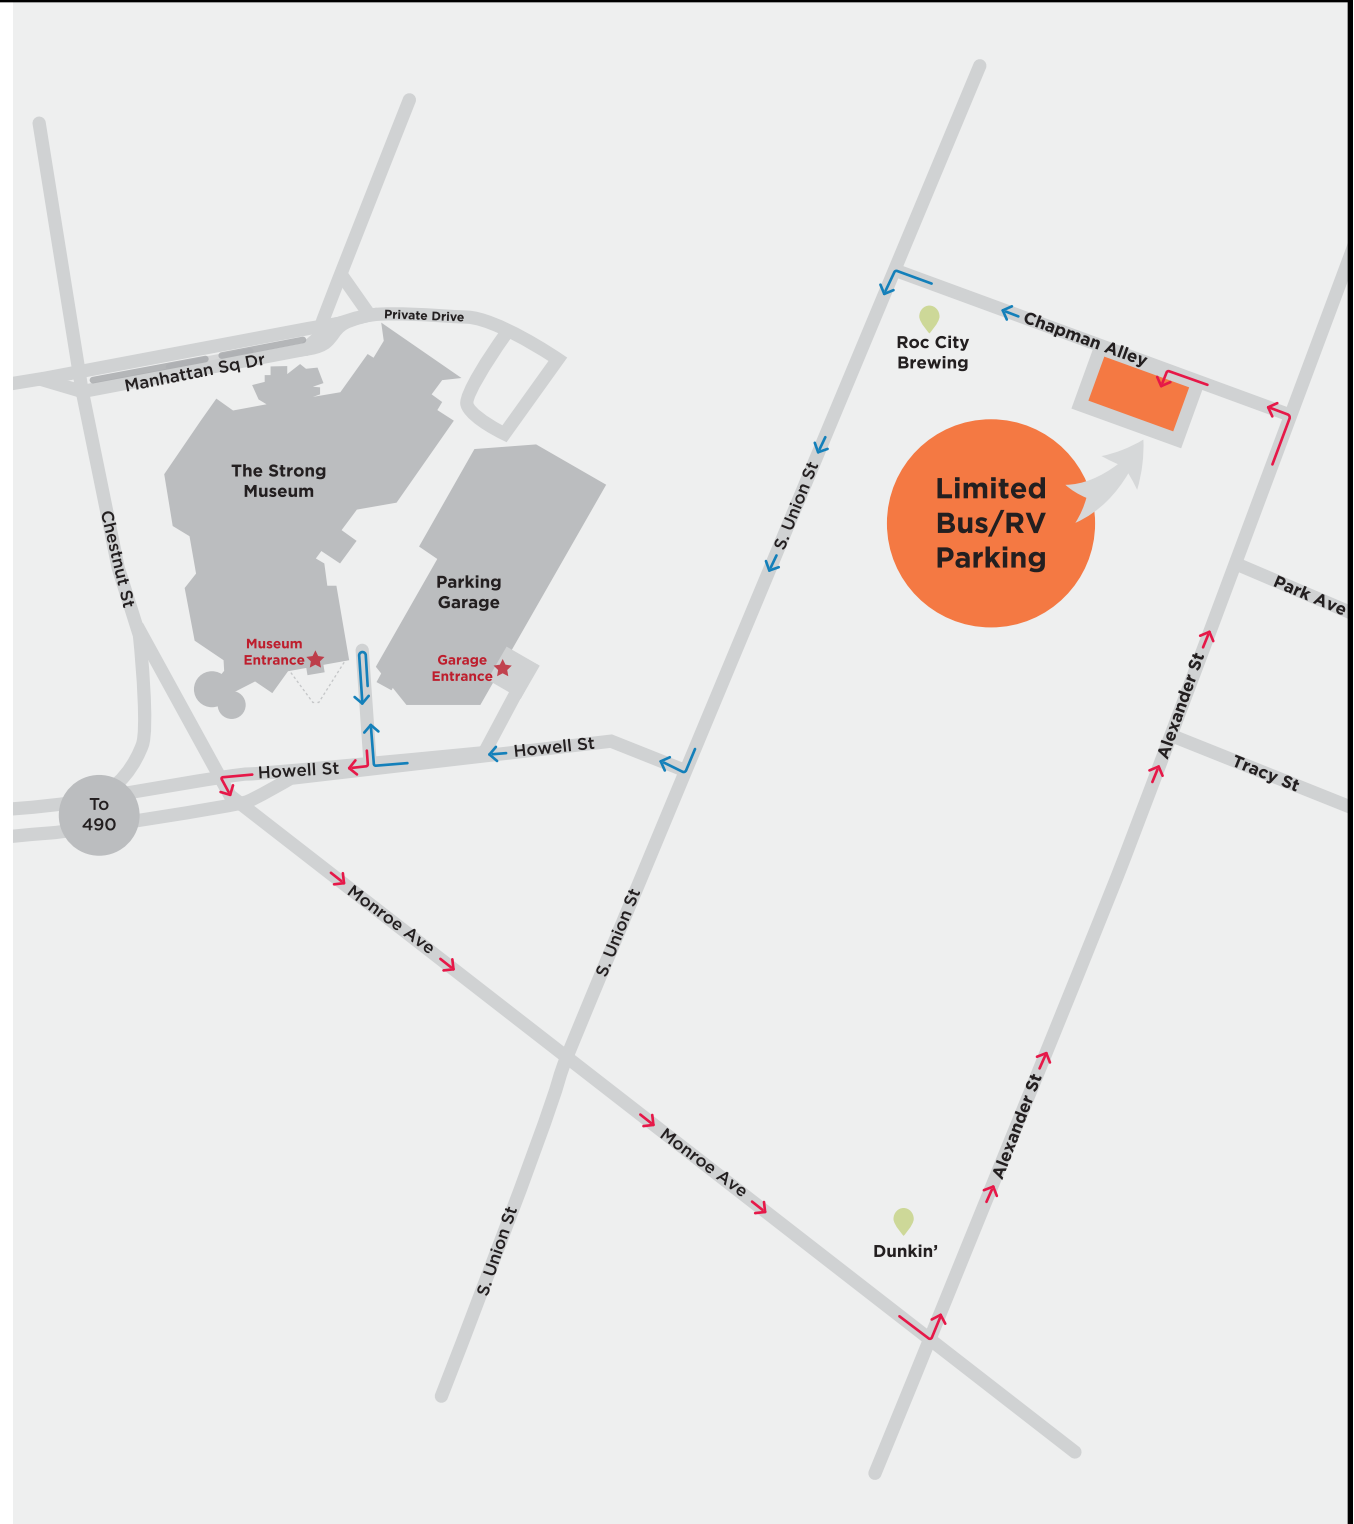 Private Drive
Manhattan Sq Dr
Chapman Alley
Roc City
Brewing
The Strong
Museum
Limited
Bus/RV
Parking
S. Union St
Chestnut St
Parking
Garage
Park Ave
Museum
Entrance
Garage
Entrance
Alexander St
Howell St
Howell St
Tracy St
To
490
Monroe Ave
S. Union St
Alexander St
Monroe Ave
S. Union St
Dunkin’